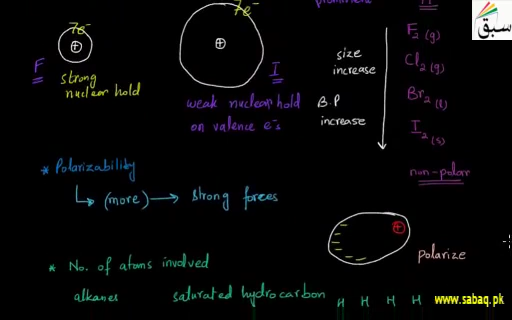 7e⁻
7e⁻
F
I
strong
nuclear hold
weak nuclear hold
on valence e⁻s
size
increase
B.P
increase
F₂ (g)
Cl₂ (g)
Br₂ (l)
I₂ (s)
non-polar
سبق
* Polarizability
(more) → strong forces
polarize
* No. of atoms involved
alkanes saturated hydrocarbon H H H H
www.sabaq.pk